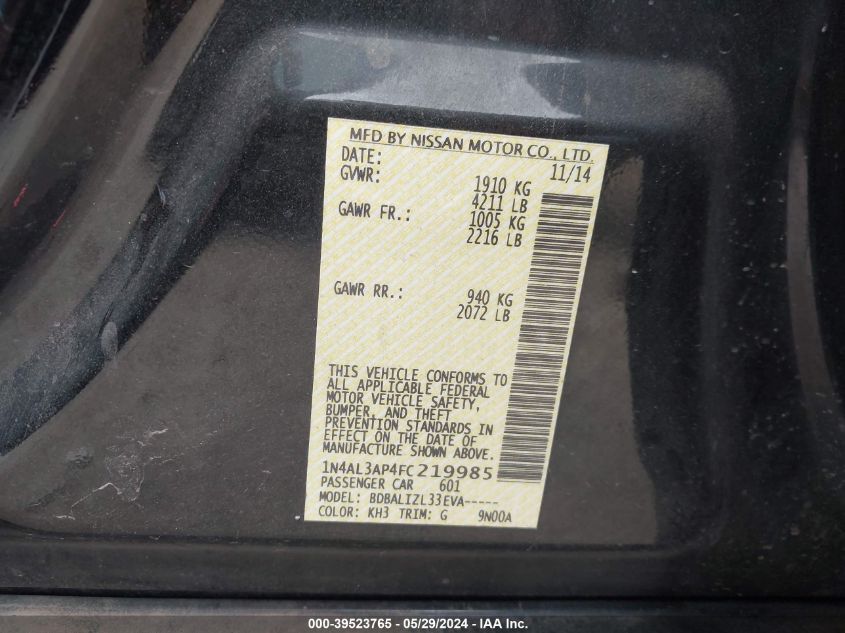 MFD BY NISSAN MOTOR CO., LTD.
DATE: 11/14
GVWR: 1910 KG
4211 LB
GAWR FR.: 1005 KG
2216 LB
GAWR RR.: 940 KG
2072 LB
THIS VEHICLE CONFORMS TO
ALL APPLICABLE FEDERAL
MOTOR VEHICLE SAFETY,
BUMPER, AND THEFT
PREVENTION STANDARDS IN
EFFECT ON THE DATE OF
MANUFACTURE SHOWN ABOVE.
1N4AL3AP4FC219985
PASSENGER CAR 601
MODEL: BDBALIZL33EVA-----
COLOR: KH3 TRIM: G 9N00A
000-39523765 - 05/29/2024 - IAA Inc.